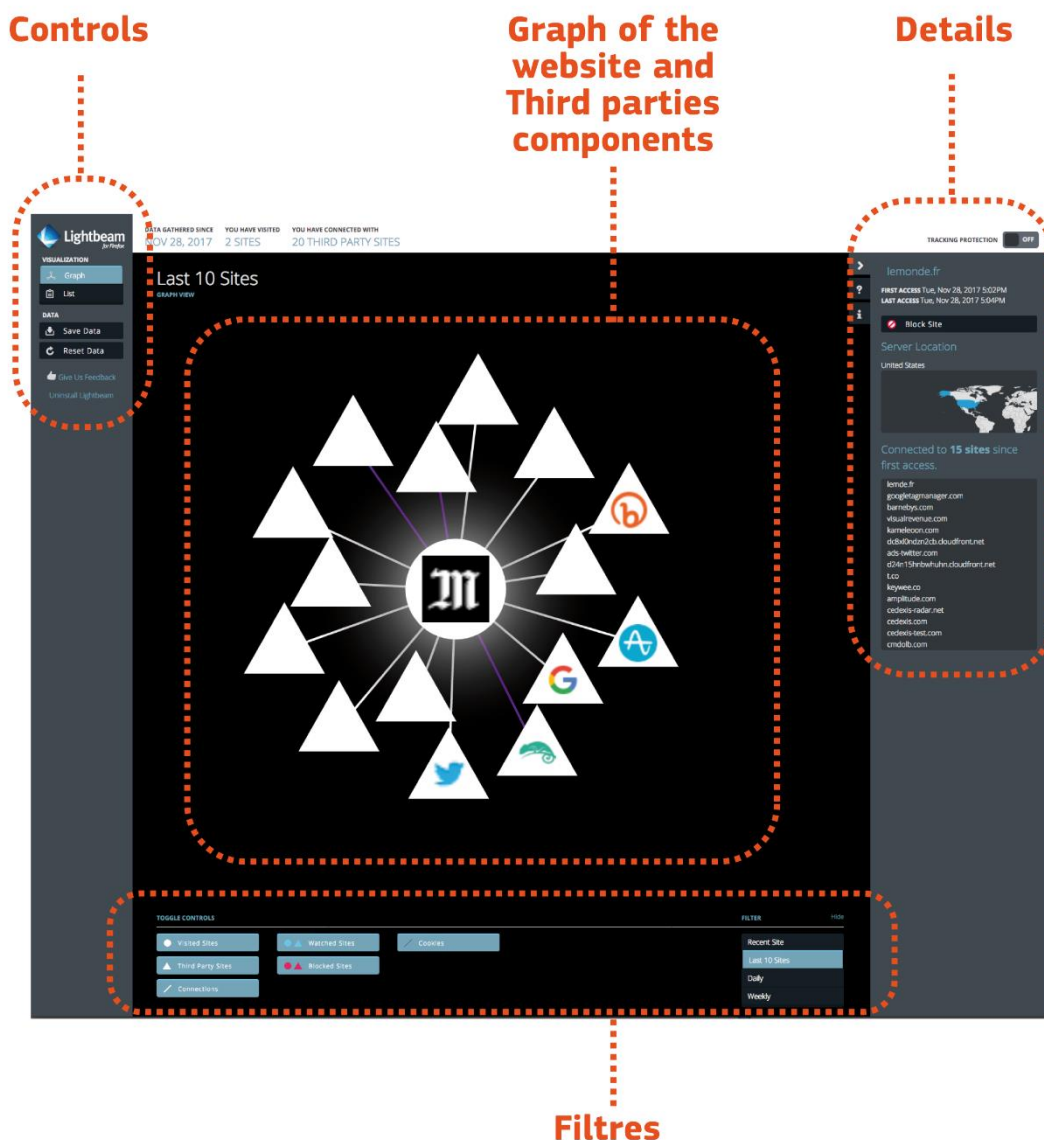 Controls
Graph of the
website and
Third parties
components
Details
Lightbeam
for Firefox
DATA GATHERED SINCE
NOV 28, 2017
YOU HAVE VISITED
2 SITES
YOU HAVE CONNECTED WITH
20 THIRD PARTY SITES
TRACKING PROTECTION OFF
VISUALIZATION
Graph
List
DATA
Save Data
Reset Data
Give Us Feedback
Uninstall Lightbeam
Last 10 Sites
GRAPH VIEW
lemonde.fr
FIRST ACCESS Tue, Nov 28, 2017 5:02PM
LAST ACCESS Tue, Nov 28, 2017 5:04PM
Block Site
Server Location
United States
Connected to 15 sites since
first access.
lemde.fr
googletagmanager.com
barnebys.com
visualrevenue.com
kameleoon.com
dc8xl0ndzn2cb.cloudfront.net
ads-twitter.com
d24n15hnbwhuhn.cloudfront.net
t.co
keywee.co
amplitude.com
cedexis-radar.net
cedexis.com
cedexis-test.com
cmdolb.com
M
b
G
TOGGLE CONTROLS
Visited Sites
Watched Sites
Cookies
Third Party Sites
Blocked Sites
Connections
FILTER
Hide
Recent Site
Last 10 Sites
Daily
Weekly
Filtres